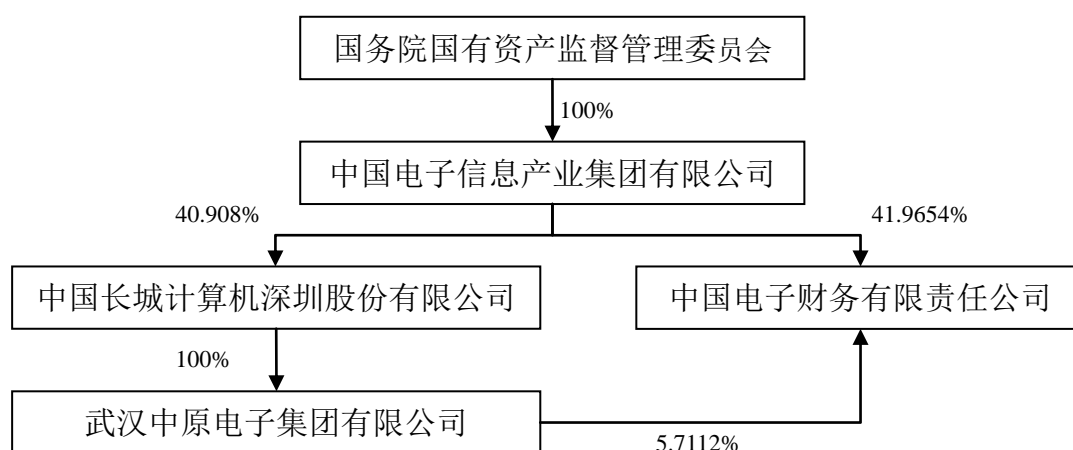 国务院国有资产监督管理委员会
100%
中国电子信息产业集团有限公司
40.908%
41.9654%
中国长城计算机深圳股份有限公司
中国电子财务有限责任公司
100%
武汉中原电子集团有限公司
5.7112%